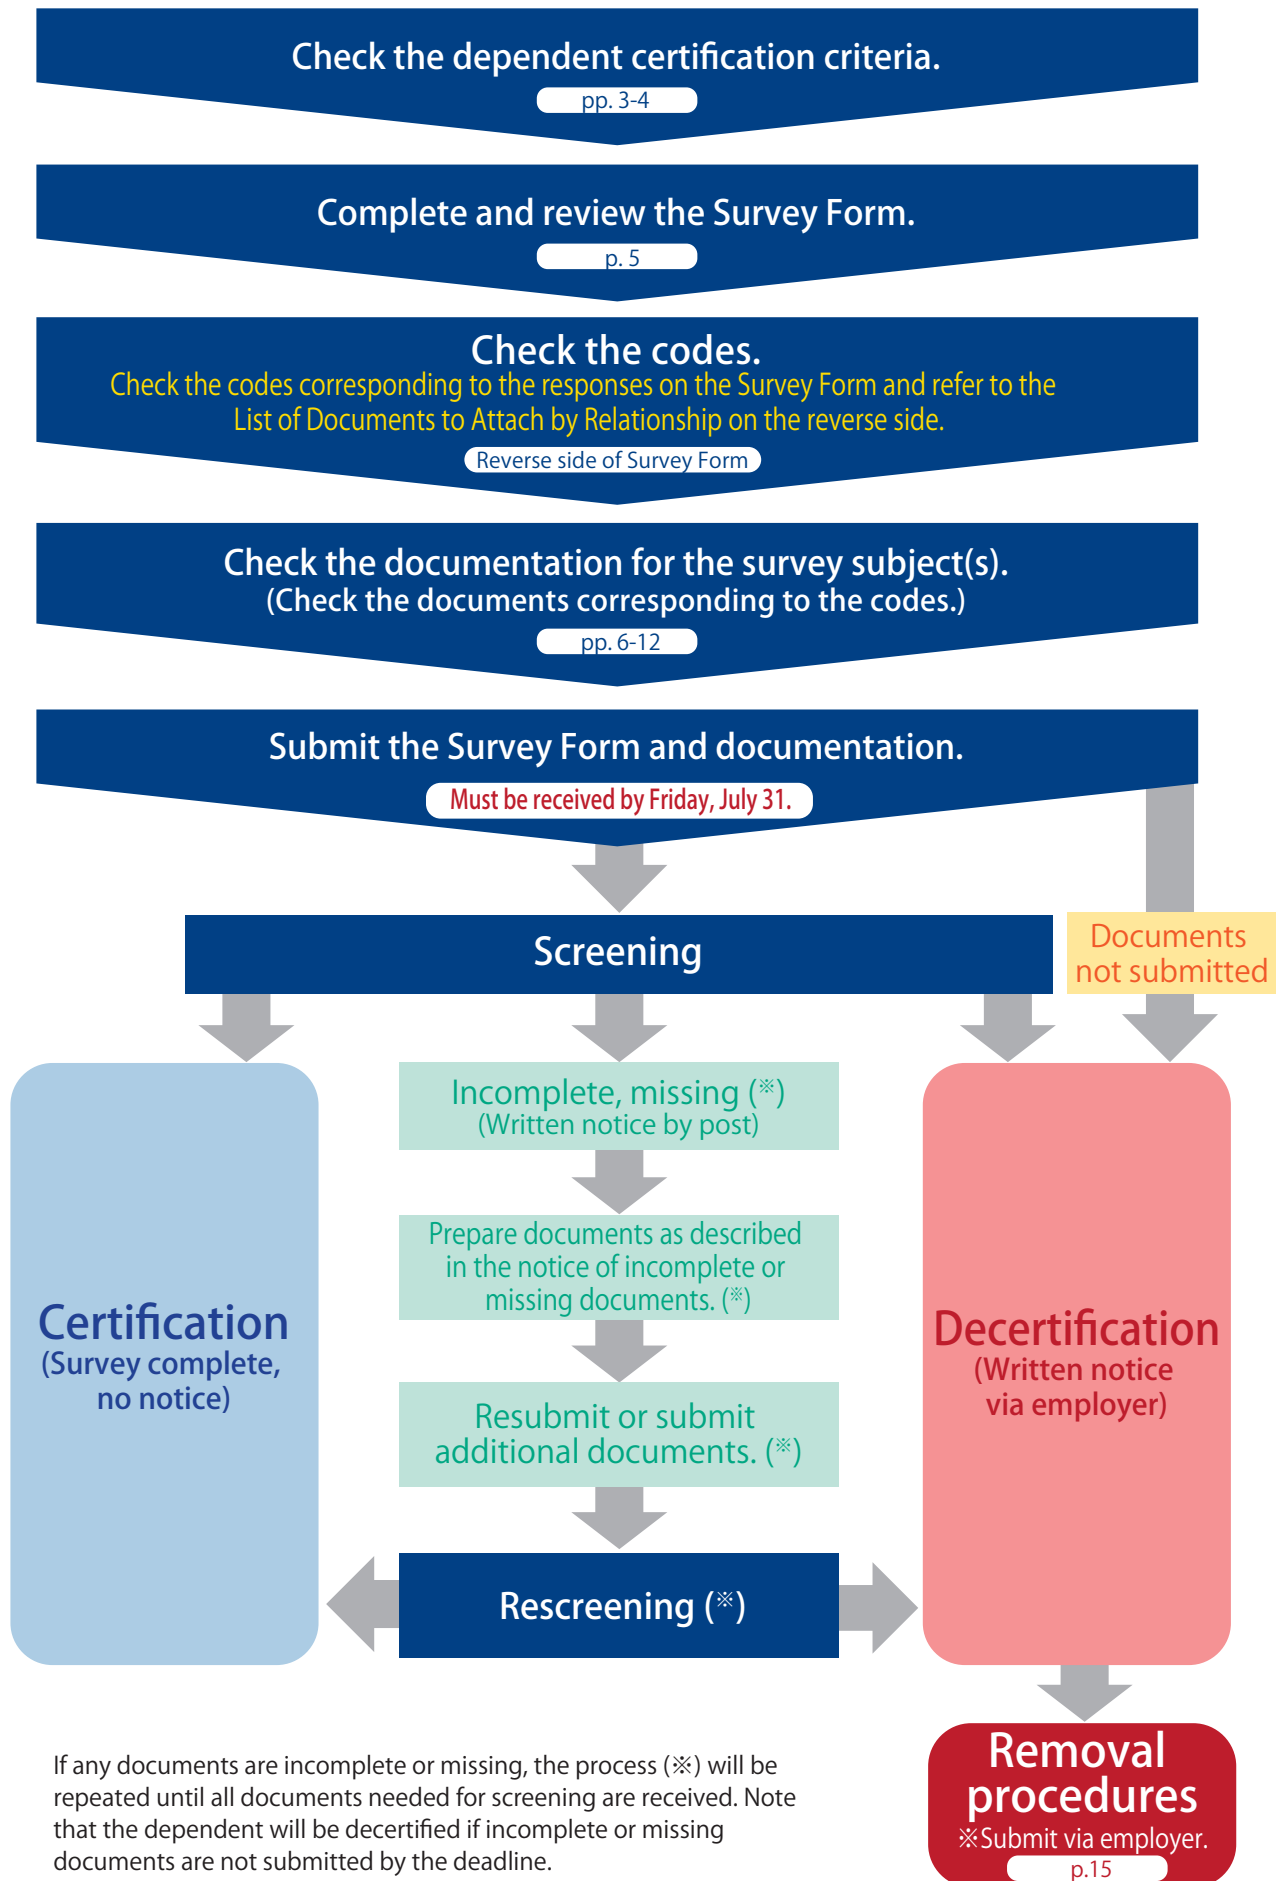 Check the dependent certification criteria.
pp. 3-4
Complete and review the Survey Form.
p. 5
Check the codes.
Check the codes corresponding to the responses on the Survey Form and refer to the
List of Documents to Attach by Relationship on the reverse side.
Reverse side of Survey Form
Check the documentation for the survey subject(s).
(Check the documents corresponding to the codes.)
pp. 6-12
Submit the Survey Form and documentation.
Must be received by Friday, July 31.
Screening
Documents
not submitted
Incomplete, missing (※)
(Written notice by post)
Prepare documents as described
in the notice of incomplete or
missing documents. (※)
Resubmit or submit
additional documents. (※)
Rescreening (※)
Certification
(Survey complete,
no notice)
Decertification
(Written notice
via employer)
Removal
procedures
※Submit via employer.
p.15
If any documents are incomplete or missing, the process (※) will be
repeated until all documents needed for screening are received. Note
that the dependent will be decertified if incomplete or missing
documents are not submitted by the deadline.